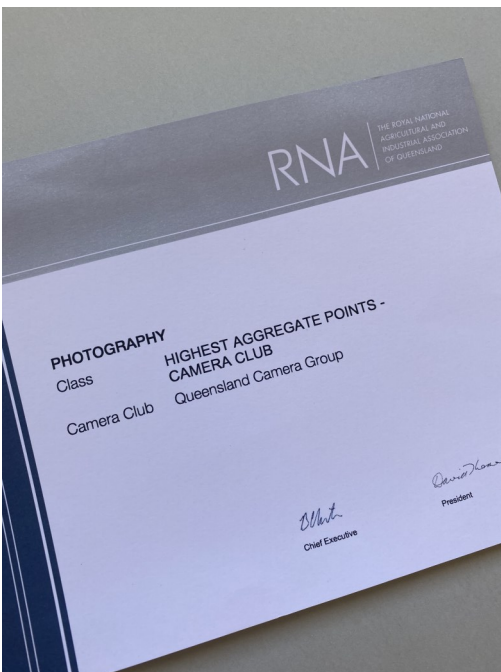 RNA
THE ROYAL NATIONAL
AGRICULTURAL AND
INDUSTRIAL ASSOCIATION
OF QUEENSLAND
PHOTOGRAPHY
Class HIGHEST AGGREGATE POINTS -
CAMERA CLUB
Camera Club Queensland Camera Group
Chief Executive
President